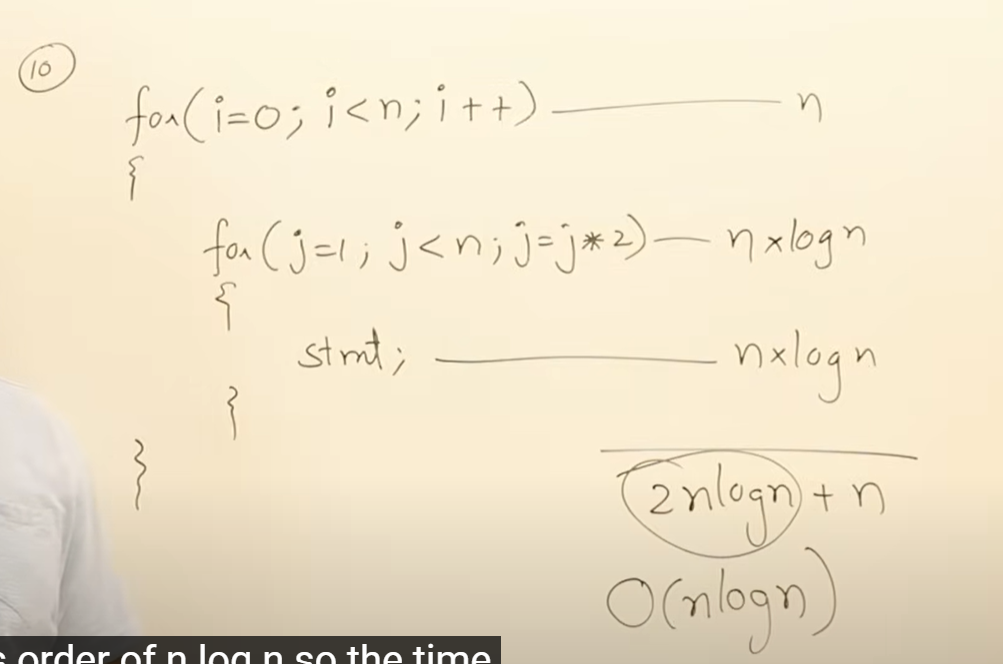 10
for(i=0; i<n; i++) ——— n
{
for(j=1; j<n; j=j*2) — n×logn
{
stmt; ——— n×logn
}
}
2nlogn + n
O(nlogn)
order of n log n so the time